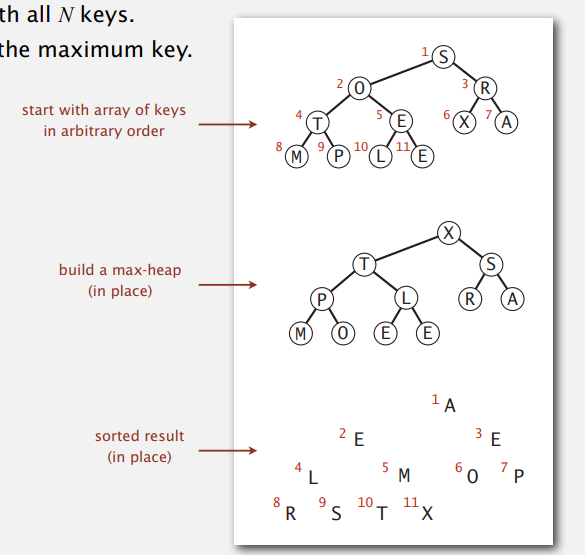 th all N keys.
the maximum key.
start with array of keys
in arbitrary order
1 S
2 O 3 R
4 T 5 E 6 X 7 A
8 M 9 P 10 L 11 E
build a max-heap
(in place)
X
T S
P L R A
M O E E
sorted result
(in place)
1 A
2 E 3 E
4 L 5 M 6 O 7 P
8 R 9 S 10 T 11 X